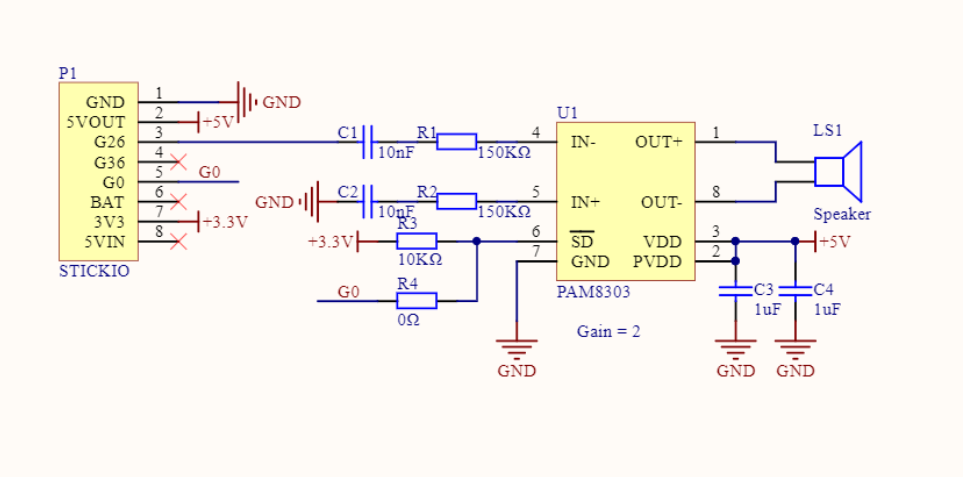 P1
GND 1 GND
5VOUT 2 +5V
G26 3
G36 4
G0 5 G0
BAT 6
3V3 7 +3.3V
5VIN 8
STICKIO
C1 10nF R1 150KΩ
GND C2 10nF R2 150KΩ
+3.3V R3 10KΩ
G0 R4 0Ω
U1
4 IN- OUT+ 1
5 IN+ OUT- 8
6 SD VDD 3 +5V
7 GND PVDD 2
PAM8303
Gain = 2
GND
LS1
Speaker
C3 1uF
C4 1uF
GND GND